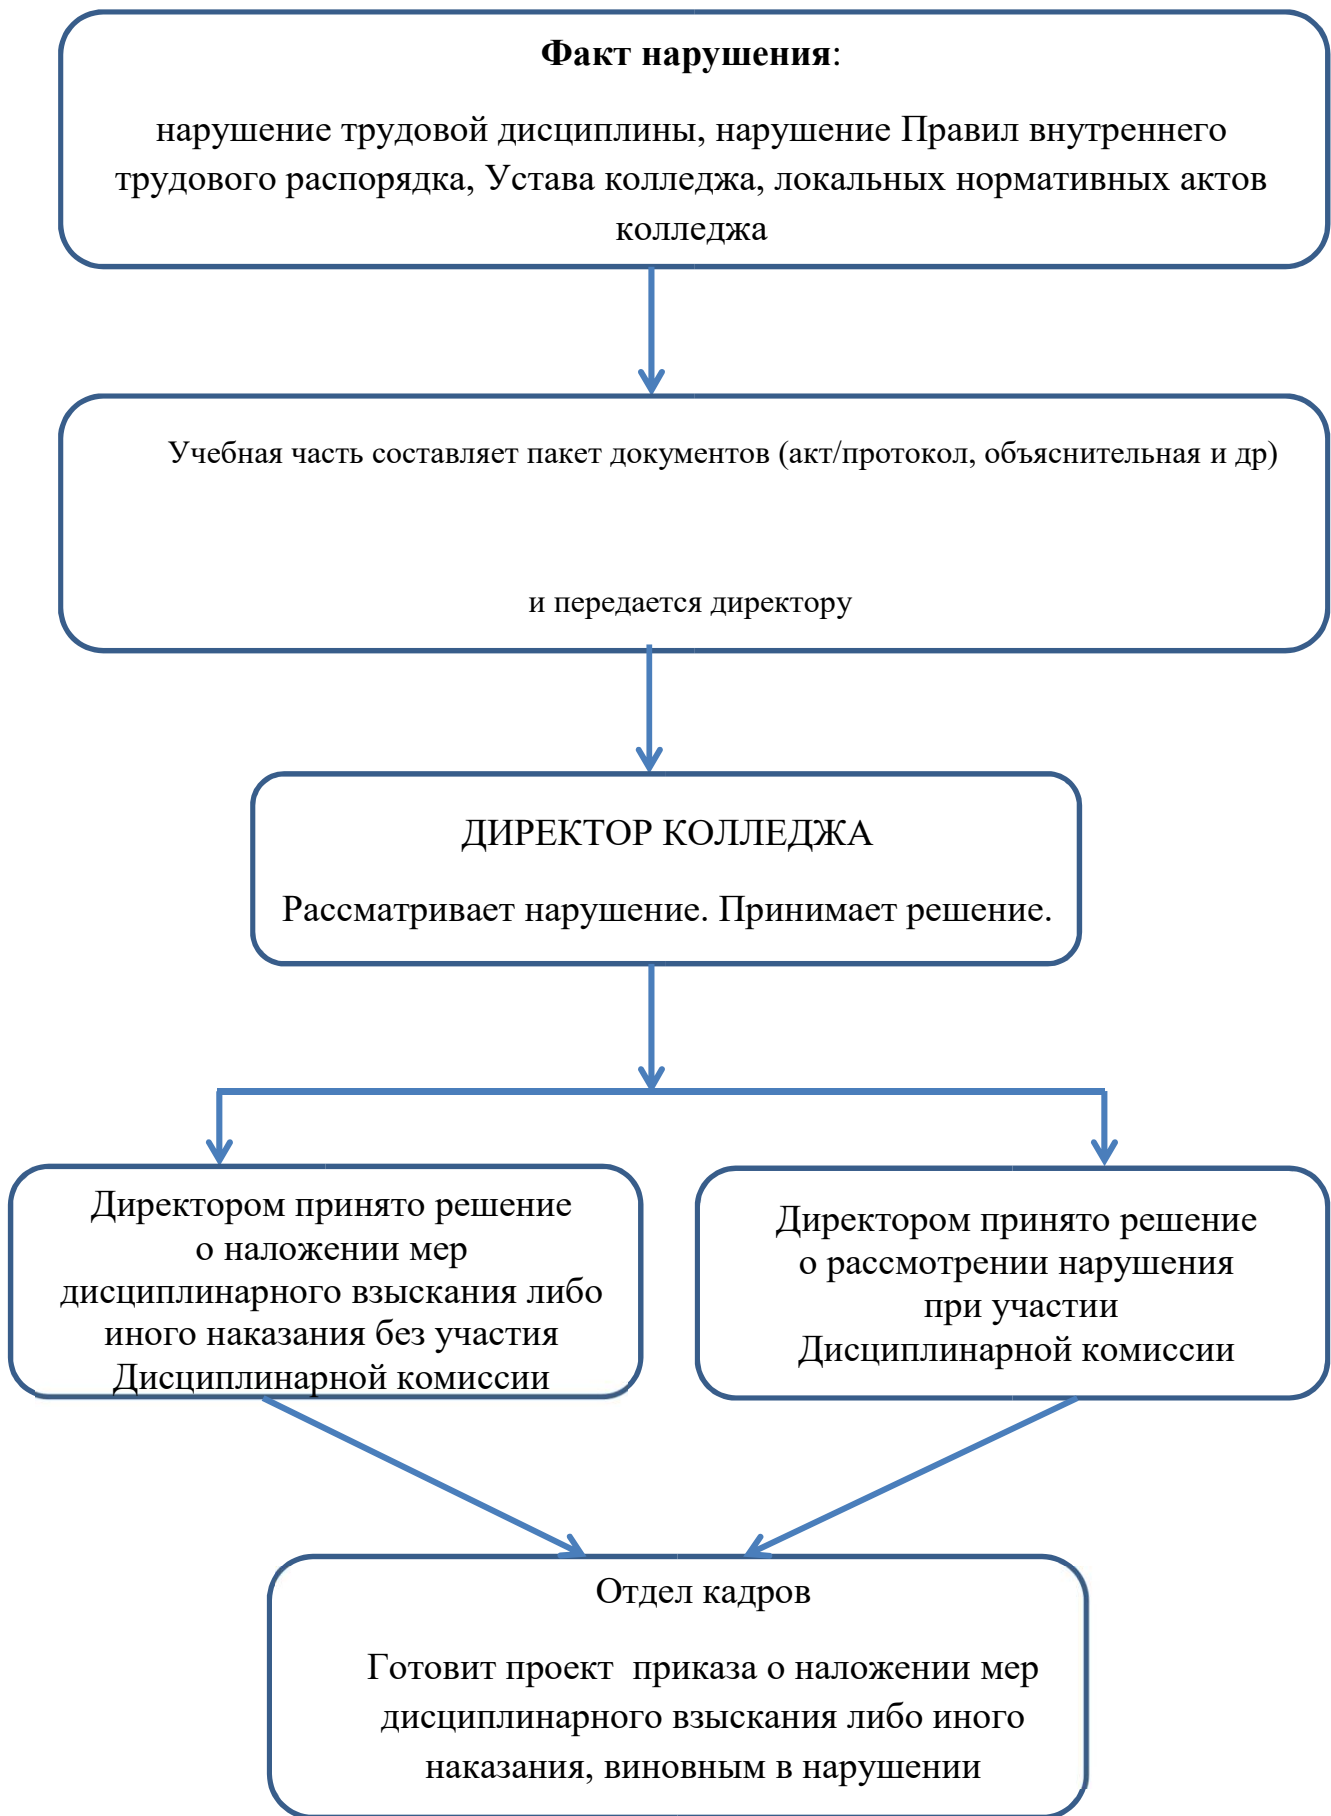 Факт нарушения:
нарушение трудовой дисциплины, нарушение Правил внутреннего
трудового распорядка, Устава колледжа, локальных нормативных актов
колледжа
Учебная часть составляет пакет документов (акт/протокол, объяснительная и др)
и передается директору
ДИРЕКТОР КОЛЛЕДЖА
Рассматривает нарушение. Принимает решение.
Директором принято решение
о наложении мер
дисциплинарного взыскания либо
иного наказания без участия
Дисциплинарной комиссии
Директором принято решение
о рассмотрении нарушения
при участии
Дисциплинарной комиссии
Отдел кадров
Готовит проект  приказа о наложении мер
дисциплинарного взыскания либо иного
наказания, виновным в нарушении